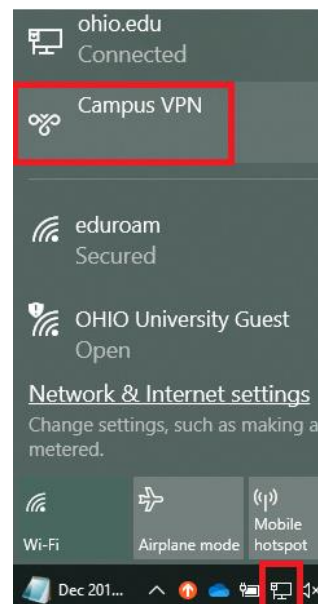 ohio.edu
Connected
Campus VPN
eduroam
Secured
OHIO University Guest
Open
Network & Internet settings
Change settings, such as making a
metered.
Wi-Fi
Airplane mode
Mobile
hotspot
Dec 201...